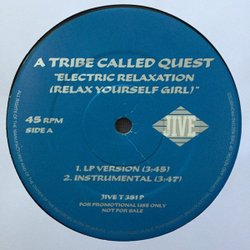 A TRIBE CALLED QUEST
"ELECTRIC RELAXATION
(RELAX YOURSELF GIRL)"
45 RPM
SIDE A
JIVE
1. LP VERSION (3:45)
2. INSTRUMENTAL (3:47)
JIVE T 351 P
FOR PROMOTIONAL USE ONLY
NOT FOR SALE